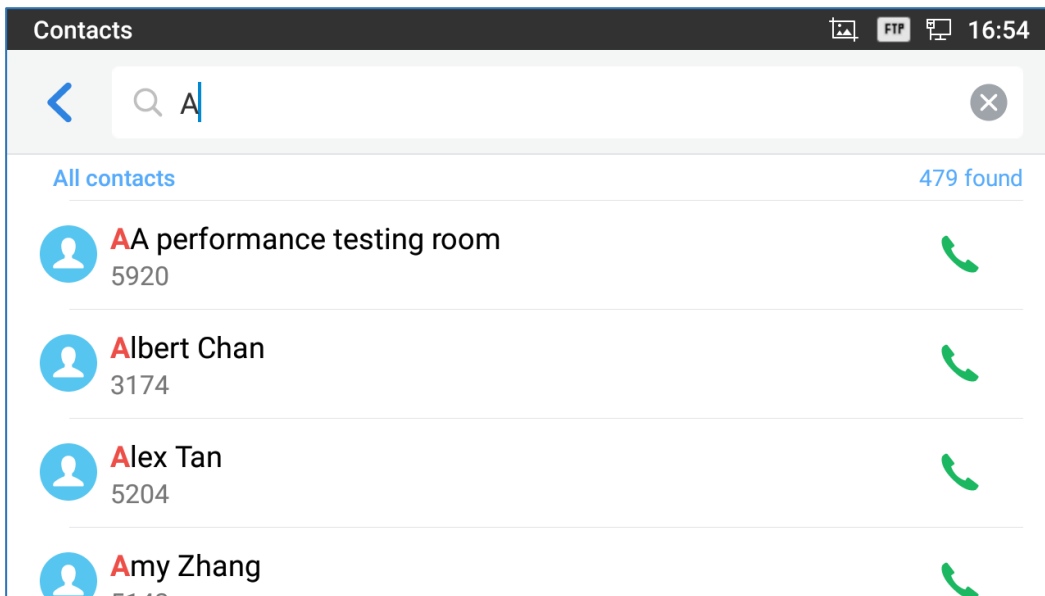 Contacts FTP 16:54
A
All contacts 479 found
AA performance testing room
5920
Albert Chan
3174
Alex Tan
5204
Amy Zhang